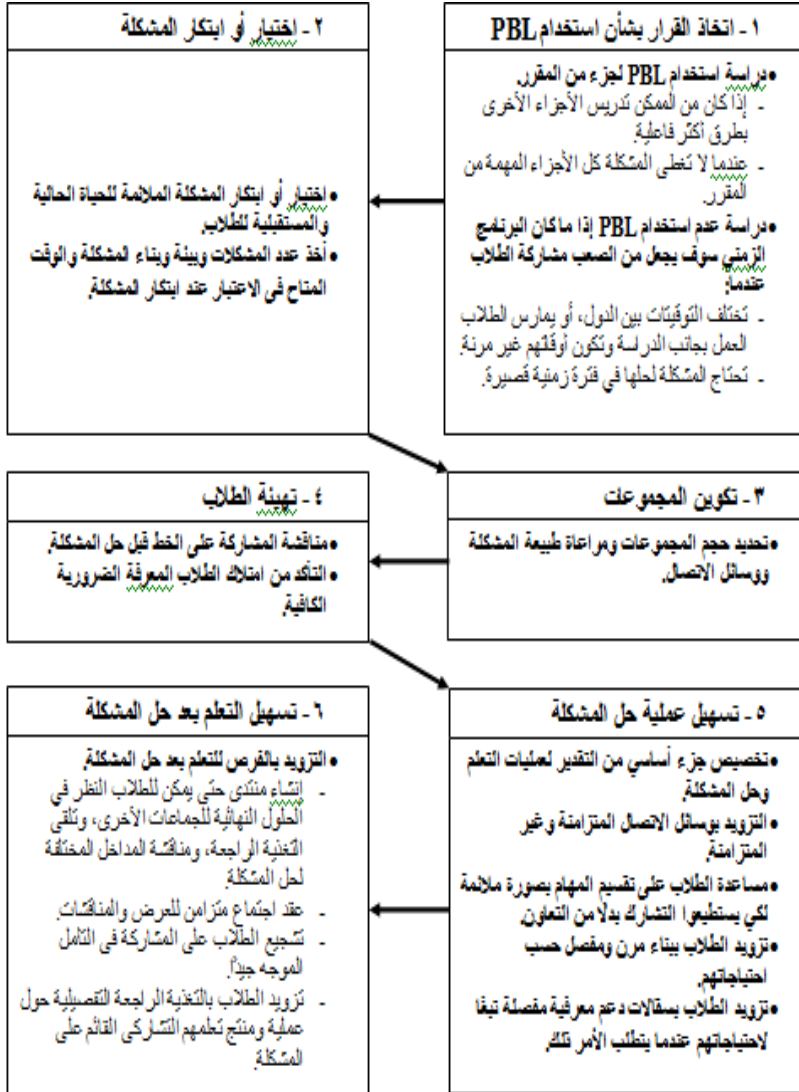 ١ - اتخاذ القرار بشأن استخدام PBL
•دراسة استخدام PBL لجزء من المقرر.
- إذا كان من الممكن تدريس الأجزاء الأخرى
بطرق أكثر فاعلية.
- عندما لا تغطى المشكلة كل الأجزاء المهمة من
المقرر.
•دراسة عدم استخدام PBL إذا ما كان البرنامج
الزمني سوف يجعل من الصعب مشاركة الطلاب
عندما:
- تختلف التوقيتات بين الدول، أو يمارس الطلاب
العمل بجانب الدراسة وتكون أوقاتهم غير مرنة.
- تحتاج المشكلة لحلها في فترة زمنية قصيرة.
٢ - اختيار أو ابتكار المشكلة
• اختيار أو ابتكار المشكلة الملائمة للحياة الحالية
والمستقبلية للطلاب.
• أخذ عدد المشكلات وبيئة وبناء المشكلة والوقت
المتاح فى الاعتبار عند ابتكار المشكلة.
٣ - تكوين المجموعات
•تحديد حجم المجموعات ومراعاة طبيعة المشكلة
ووسائل الاتصال.
٤ - تهيئة الطلاب
•مناقشة المشاركة على الخط قبل حل المشكلة.
• التأكد من امتلاك الطلاب المعرفة الضرورية
الكافية.
٥ - تسهيل عملية حل المشكلة
•تخصيص جزء أساسي من التقدير لعمليات التعلم
وحل المشكلة.
• التزويد بوسائل الاتصال المتزامنة وغير
المتزامنة.
•مساعدة الطلاب على تقسيم المهام بصورة ملائمة
لكي يستطيعوا التشارك بدلًا من التعاون.
•تزويد الطلاب ببناء مرن ومفصل حسب
احتياجاتهم.
•تزويد الطلاب بسقالات دعم معرفية مفصلة تبعًا
لاحتياجاتهم عندما يتطلب الأمر ذلك.
٦ - تسهيل التعلم بعد حل المشكلة
• التزويد بالفرص للتعلم بعد حل المشكلة.
- إنشاء منتدى حتى يمكن للطلاب النظر في
الحلول النهائية للجماعات الأخرى، وتلقى
التغذية الراجعة، ومناقشة المداخل المختلفة
لحل المشكلة.
- عقد اجتماع متزامن للعرض والمناقشات.
- تشجيع الطلاب على المشاركة فى التأمل
الموجه جيدًا.
- تزويد الطلاب بالتغذية الراجعة التفصيلية حول
عملية ومنتج تعلمهم التشاركى القائم على
المشكلة.